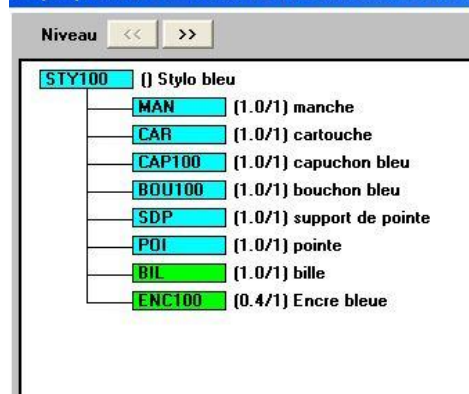 Niveau << >>
STY100 () Stylo bleu
MAN (1.0/1) manche
CAR (1.0/1) cartouche
CAP100 (1.0/1) capuchon bleu
BOU100 (1.0/1) bouchon bleu
SDP (1.0/1) support de pointe
POI (1.0/1) pointe
BIL (1.0/1) bille
ENC100 (0.4/1) Encre bleue